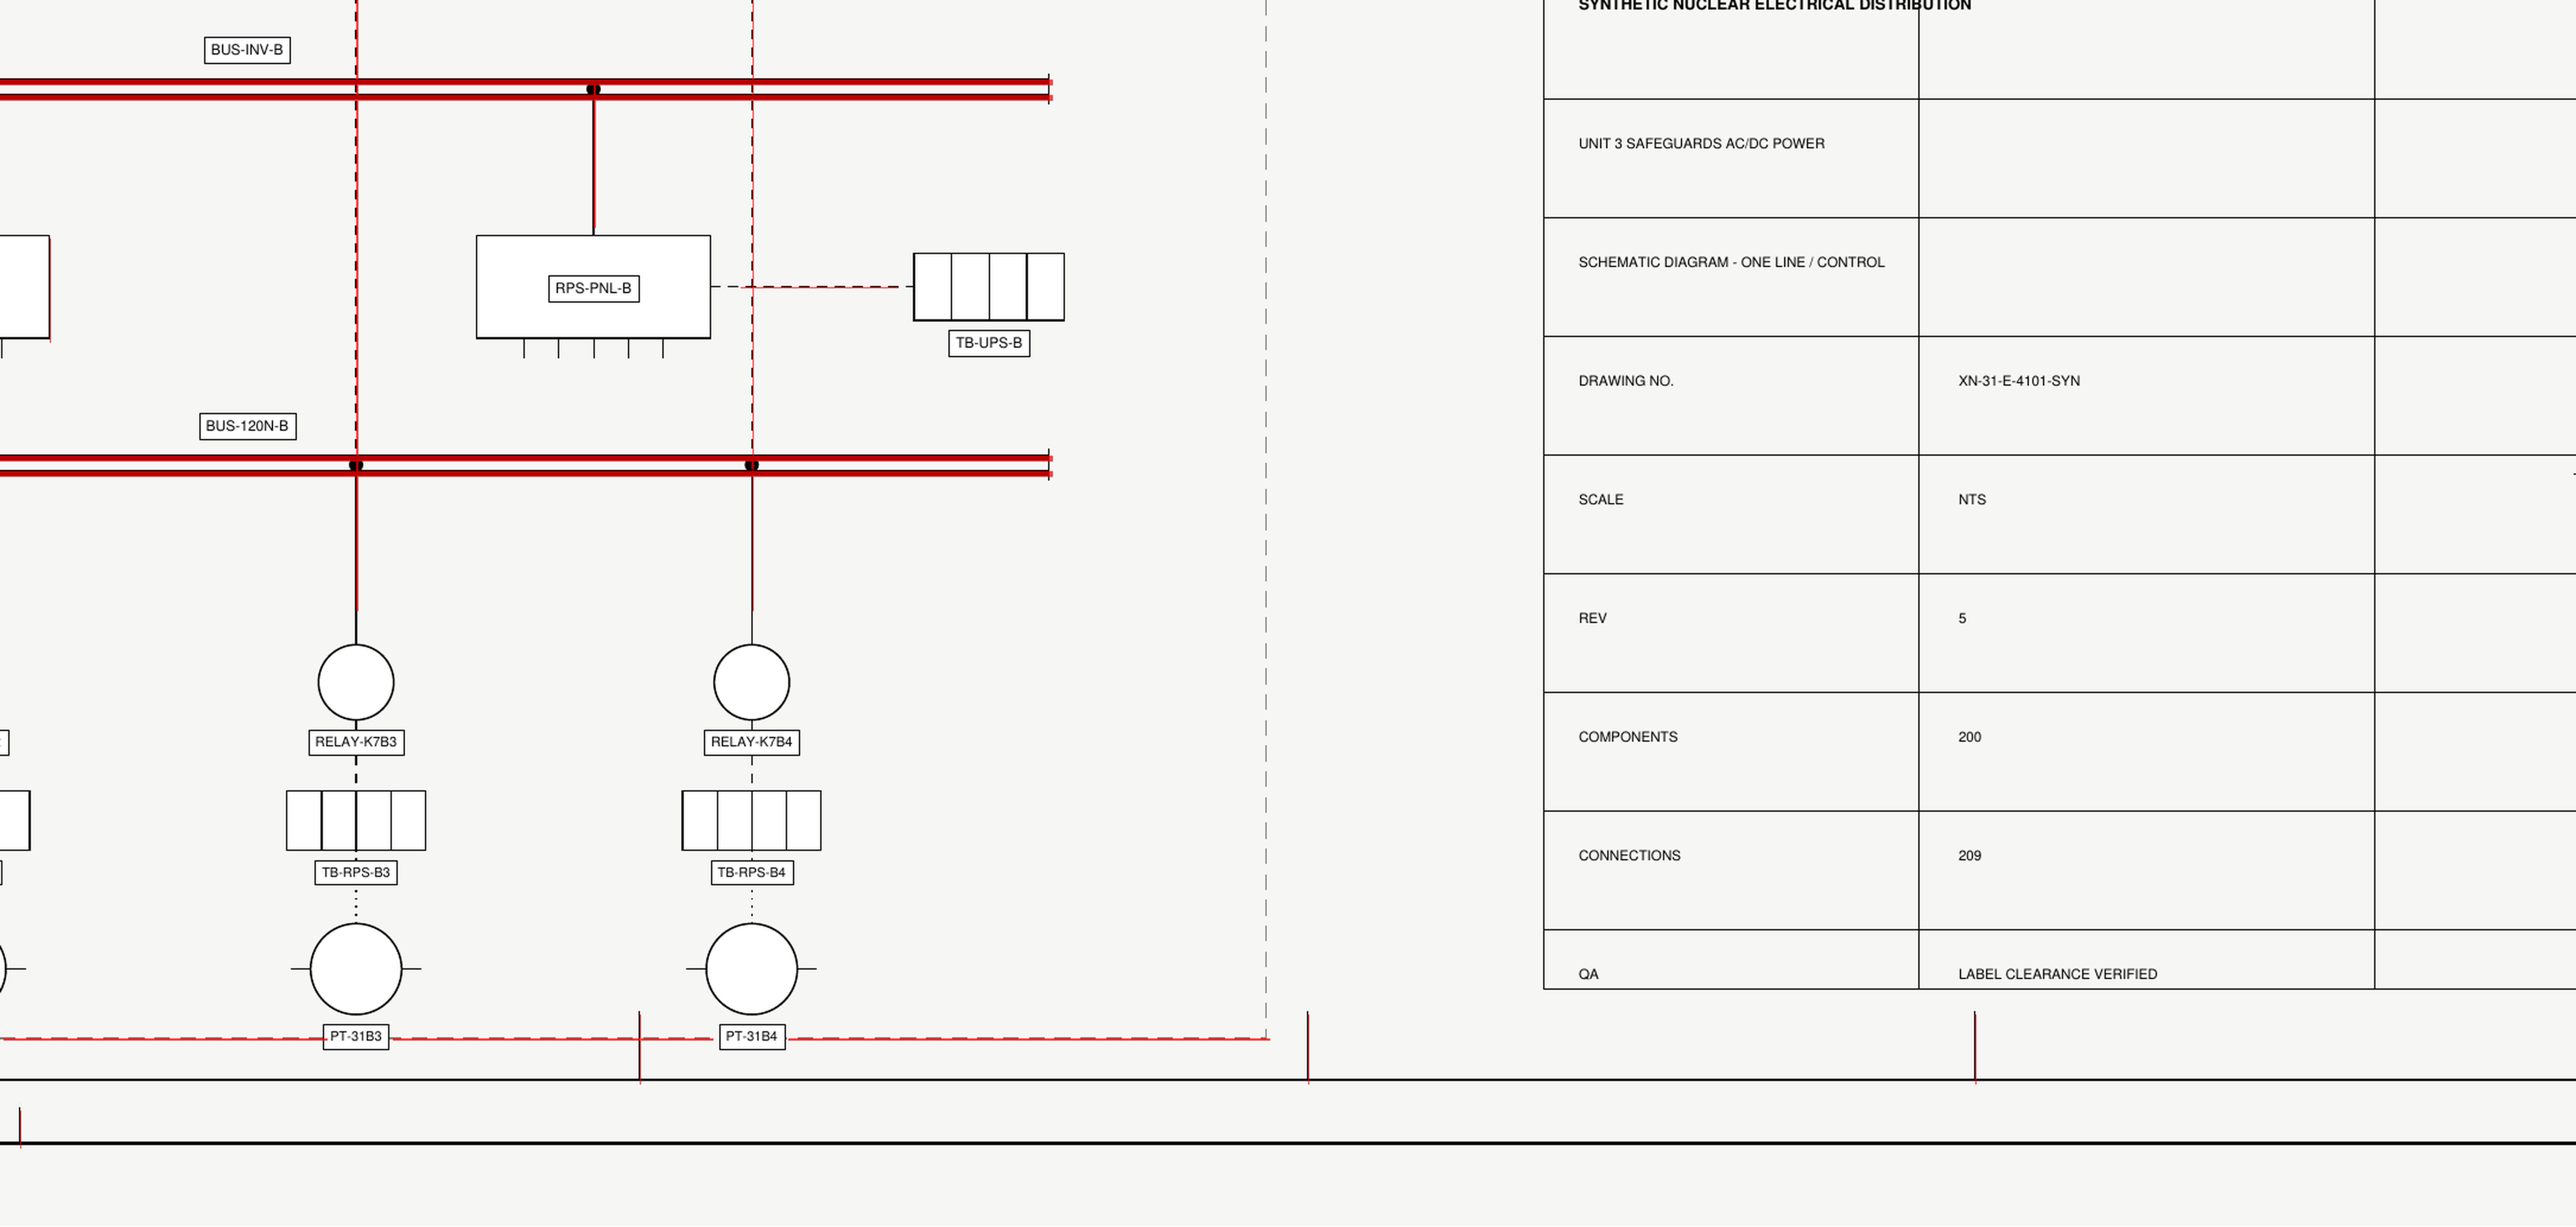 SYNTHETIC NUCLEAR ELECTRICAL DISTRIBUTION
BUS-INV-B
UNIT 3 SAFEGUARDS AC/DC POWER
SCHEMATIC DIAGRAM - ONE LINE / CONTROL
RPS-PNL-B
TB-UPS-B
DRAWING NO. XN-31-E-4101-SYN
BUS-120N-B
SCALE NTS
REV 5
COMPONENTS 200
RELAY-K7B3 RELAY-K7B4
CONNECTIONS 209
TB-RPS-B3 TB-RPS-B4
QA LABEL CLEARANCE VERIFIED
PT-31B3 PT-31B4